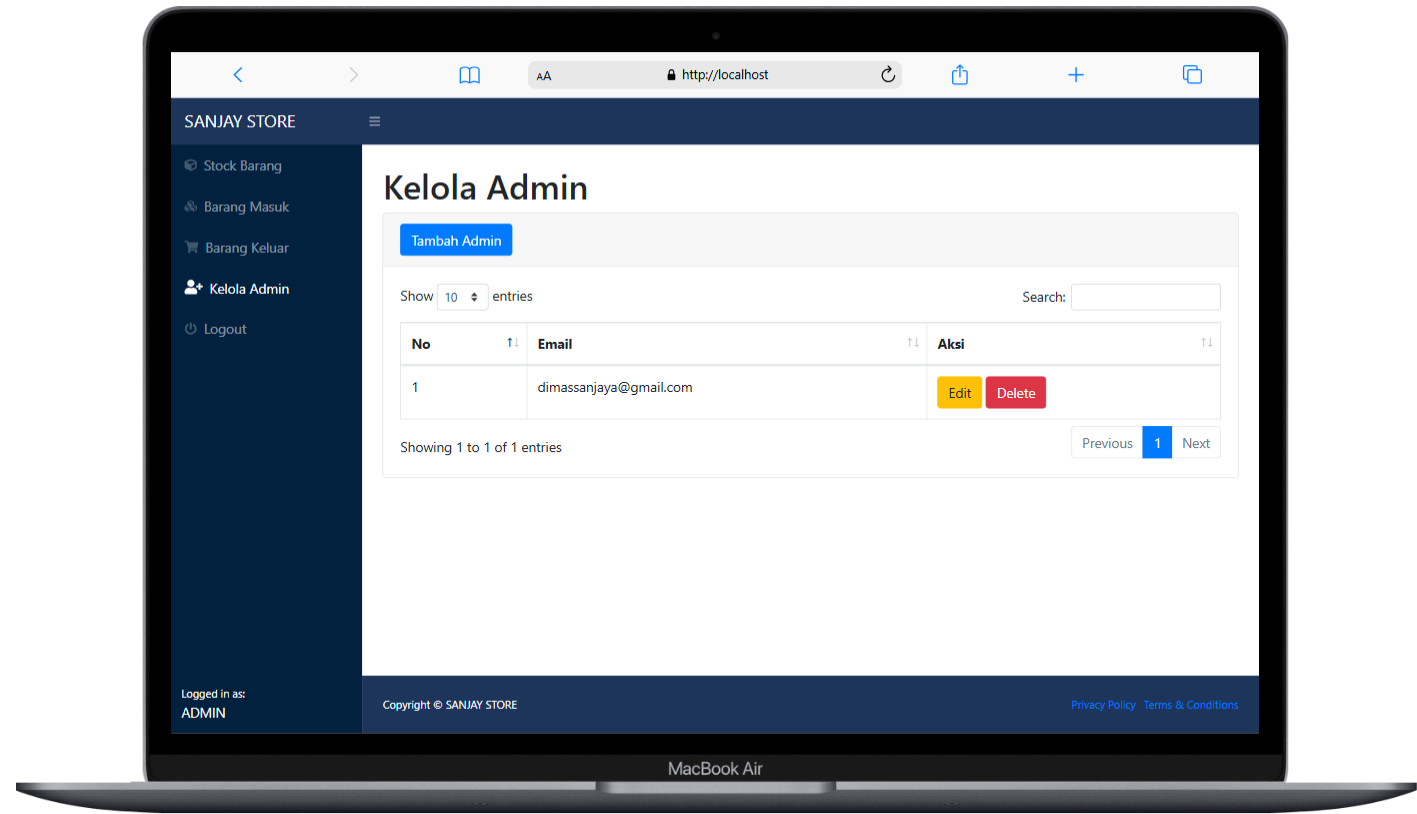 AA http://localhost
SANJAY STORE
Stock Barang
Barang Masuk
Barang Keluar
Kelola Admin
Logout
Logged in as:
ADMIN
Kelola Admin
Tambah Admin
Show 10 entries
Search:
No Email Aksi
1 dimassanjaya@gmail.com Edit Delete
Showing 1 to 1 of 1 entries
Previous 1 Next
Copyright © SANJAY STORE
Privacy Policy Terms & Conditions
MacBook Air